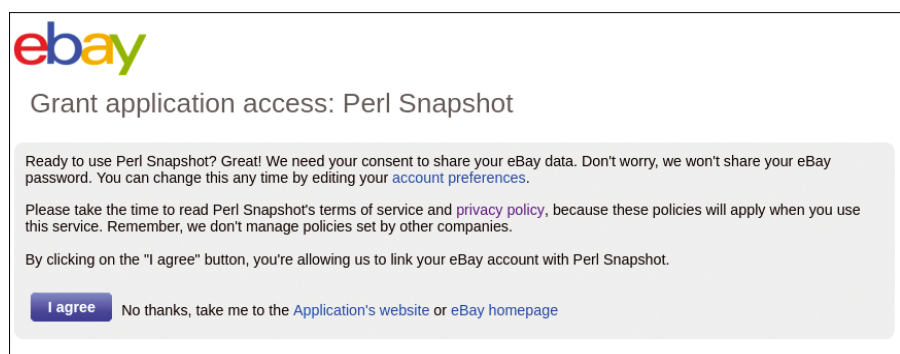 ebay
Grant application access: Perl Snapshot
Ready to use Perl Snapshot? Great! We need your consent to share your eBay data. Don't worry, we won't share your eBay
password. You can change this any time by editing your account preferences.
Please take the time to read Perl Snapshot's terms of service and privacy policy, because these policies will apply when you use
this service. Remember, we don't manage policies set by other companies.
By clicking on the "I agree" button, you're allowing us to link your eBay account with Perl Snapshot.
I agree No thanks, take me to the Application's website or eBay homepage